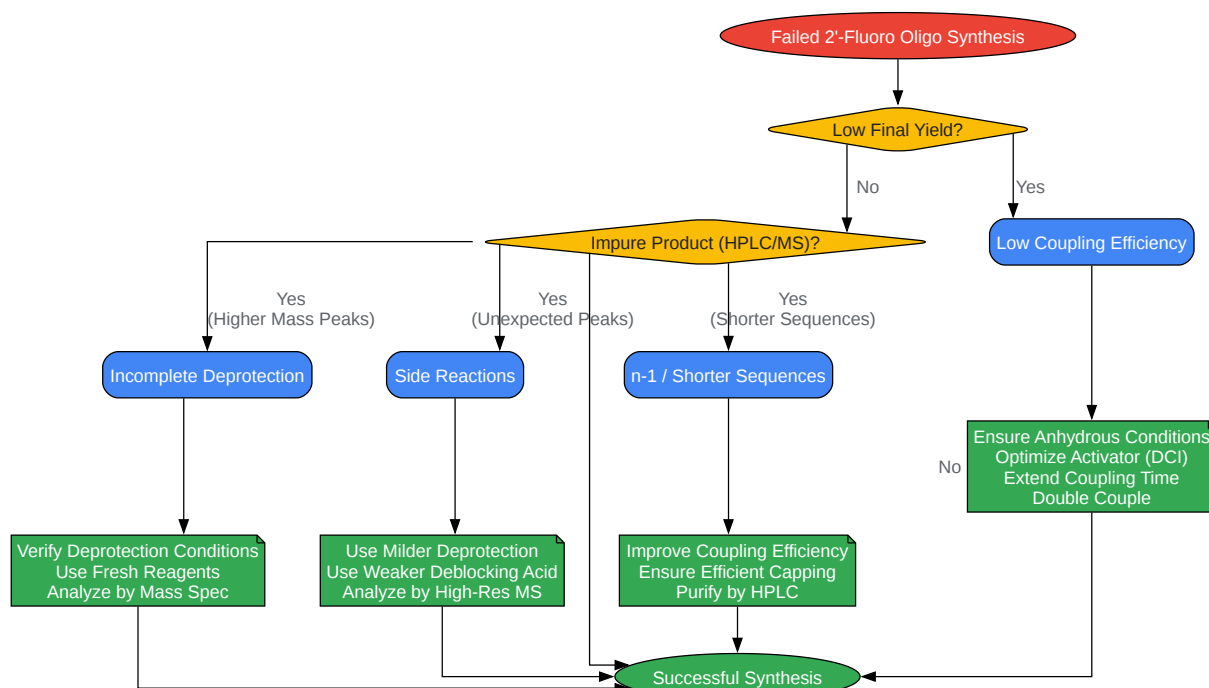 Failed 2'-Fluoro Oligo Synthesis
Low Final Yield?
No
Yes
Impure Product (HPLC/MS)?
Low Coupling Efficiency
Yes
(Higher Mass Peaks)
Yes
(Unexpected Peaks)
Yes
(Shorter Sequences)
Incomplete Deprotection
Side Reactions
n-1 / Shorter Sequences
No
Ensure Anhydrous Conditions
Optimize Activator (DCI)
Extend Coupling Time
Double Couple
Verify Deprotection Conditions
Use Fresh Reagents
Analyze by Mass Spec
Use Milder Deprotection
Use Weaker Deblocking Acid
Analyze by High-Res MS
Improve Coupling Efficiency
Ensure Efficient Capping
Purify by HPLC
Successful Synthesis